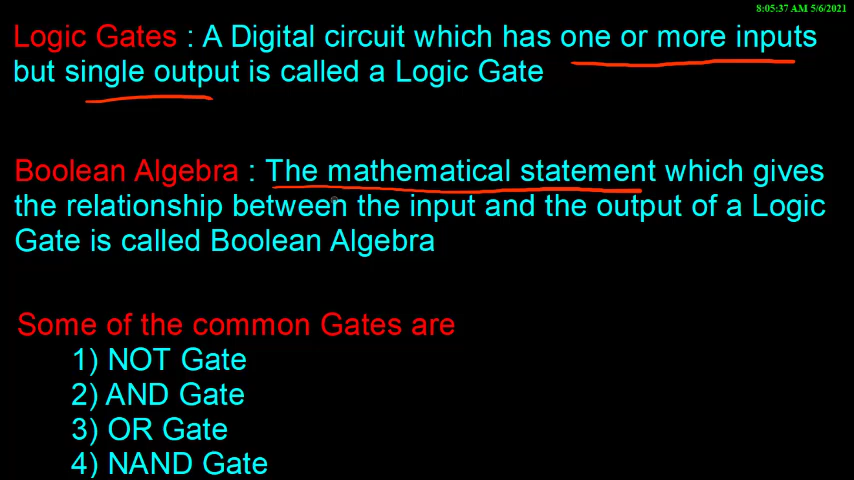 8:05:37 AM 5/6/2021
Logic Gates : A Digital circuit which has one or more inputs
but single output is called a Logic Gate
Boolean Algebra : The mathematical statement which gives
the relationship between the input and the output of a Logic
Gate is called Boolean Algebra
Some of the common Gates are
1) NOT Gate
2) AND Gate
3) OR Gate
4) NAND Gate